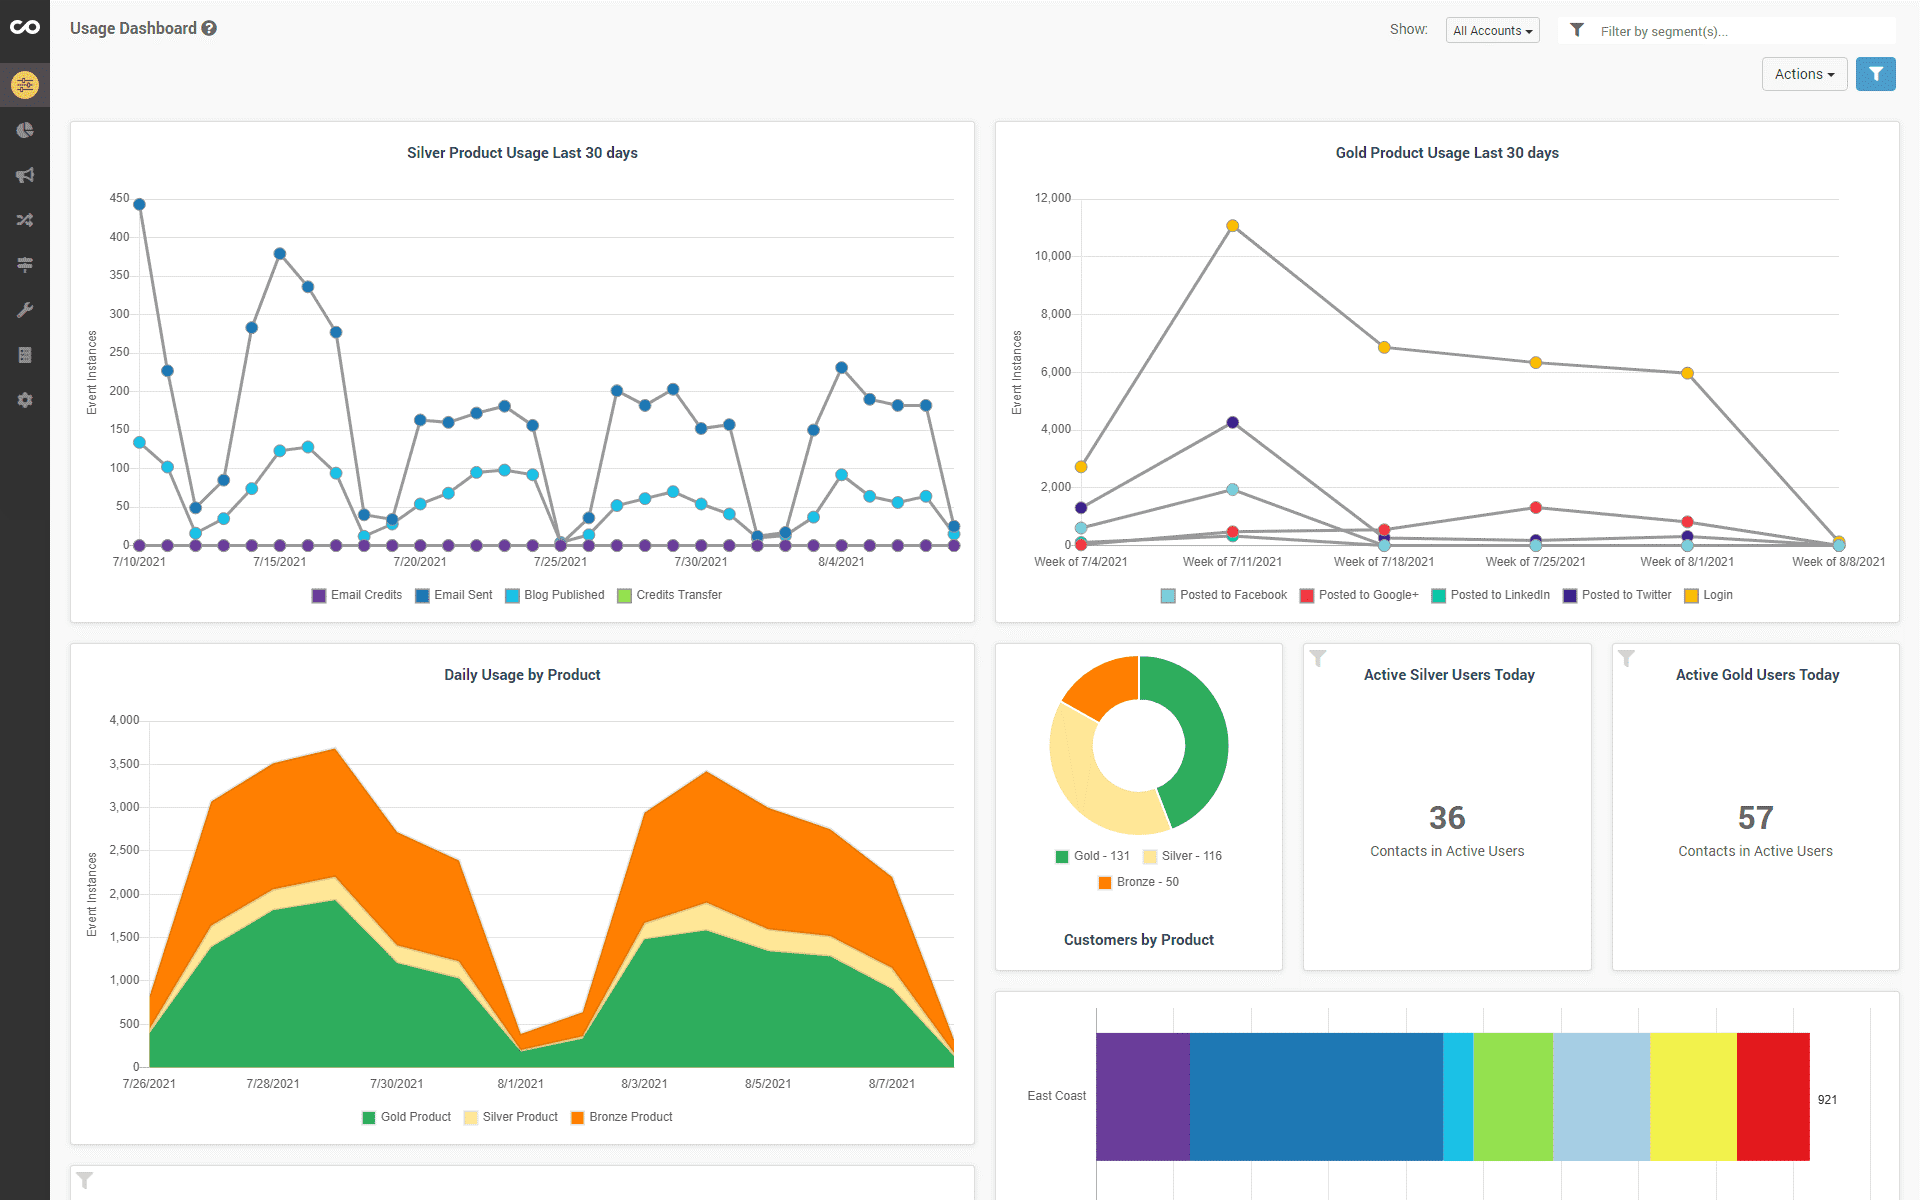 Usage Dashboard
Show:
All Accounts
Filter by segment(s)...
Actions
Silver Product Usage Last 30 days
450
400
350
300
250
200
150
100
50
0
Event Instances
7/10/2021 7/15/2021 7/20/2021 7/25/2021 7/30/2021 8/4/2021
Email Credits Email Sent Blog Published Credits Transfer
Gold Product Usage Last 30 days
12,000
10,000
8,000
6,000
4,000
2,000
0
Event Instances
Week of 7/4/2021 Week of 7/11/2021 Week of 7/18/2021 Week of 7/25/2021 Week of 8/1/2021 Week of 8/8/2021
Posted to Facebook Posted to Google+ Posted to LinkedIn Posted to Twitter Login
Daily Usage by Product
4,000
3,500
3,000
2,500
2,000
1,500
1,000
500
0
Event Instances
7/26/2021 7/28/2021 7/30/2021 8/1/2021 8/3/2021 8/5/2021 8/7/2021
Gold Product Silver Product Bronze Product
Gold - 131 Silver - 116
Bronze - 50
Customers by Product
Active Silver Users Today
36
Contacts in Active Users
Active Gold Users Today
57
Contacts in Active Users
East Coast
921